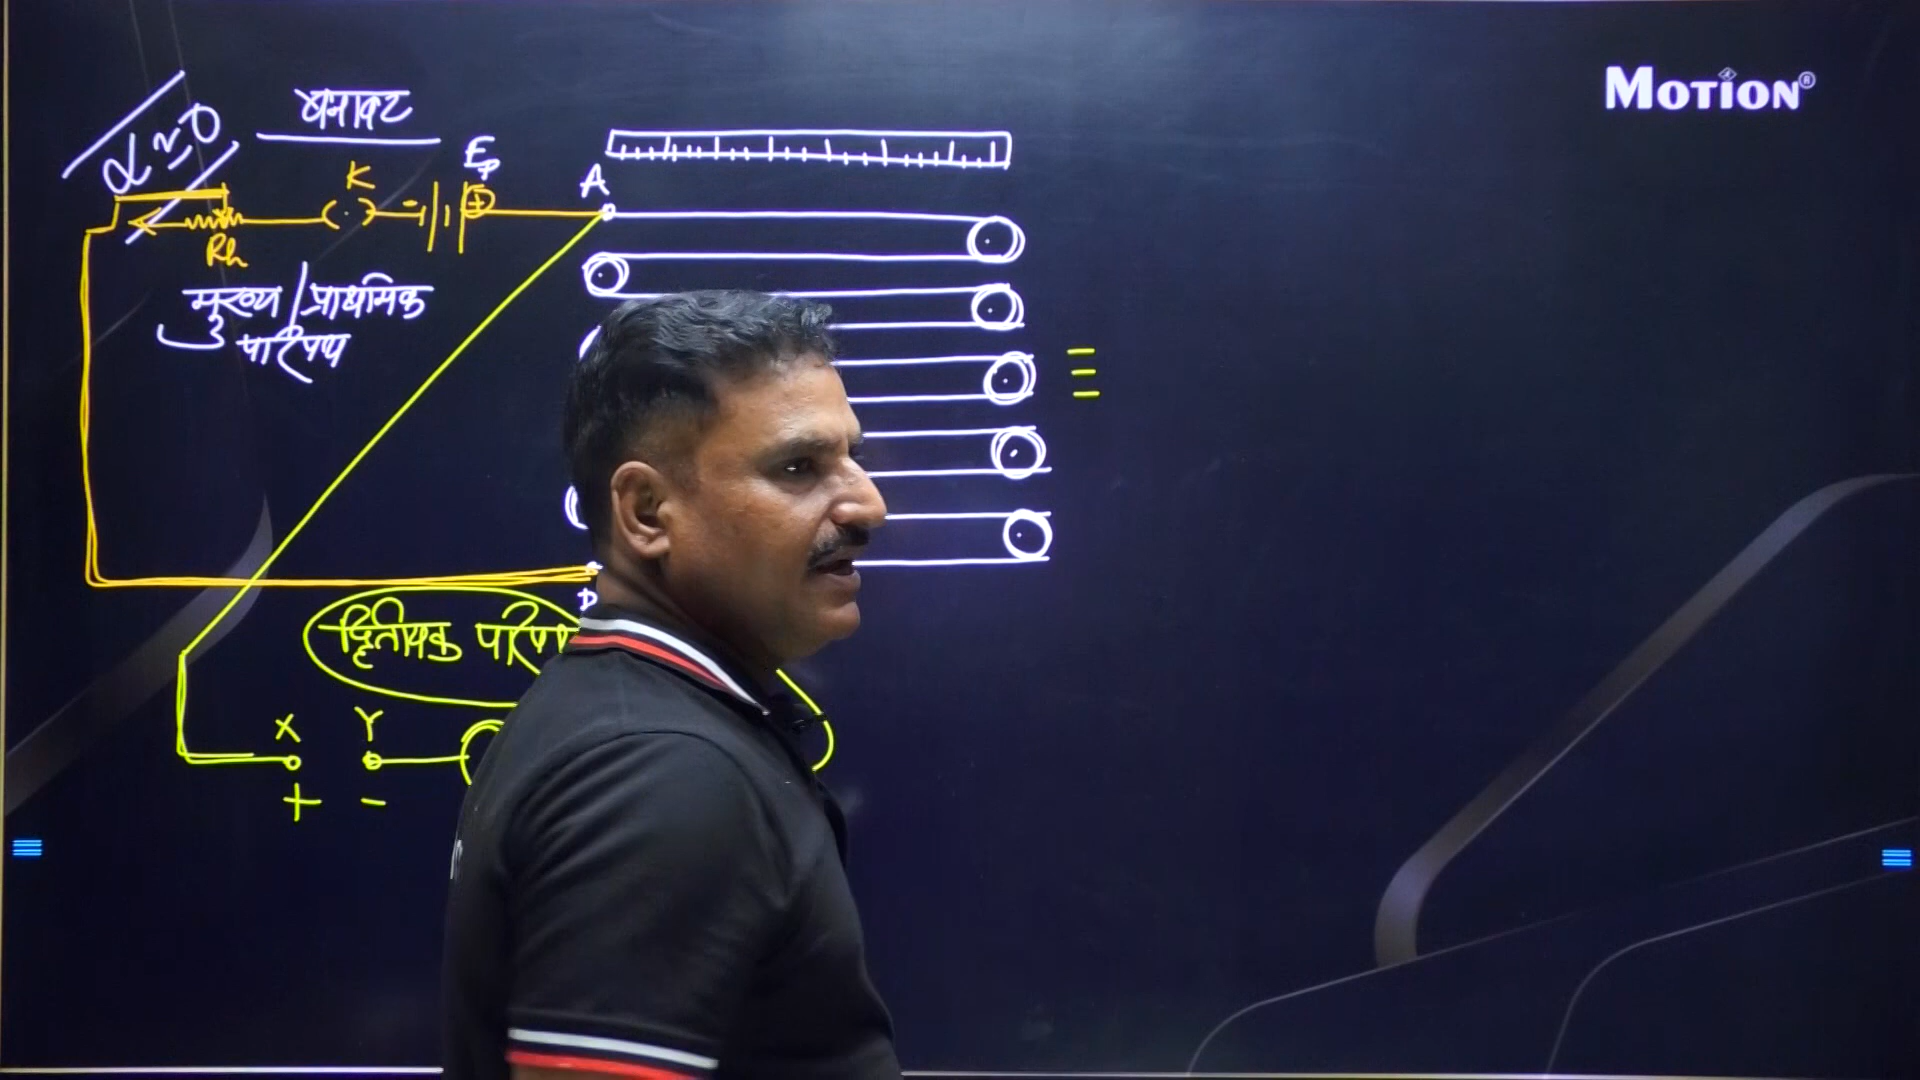 MOTION®
बनावट
α ≃ 0
K
Ep
A
-
+
Rh
मुख्य/प्राथमिक
परिपथ
द्वितीयक
X Y
+ -